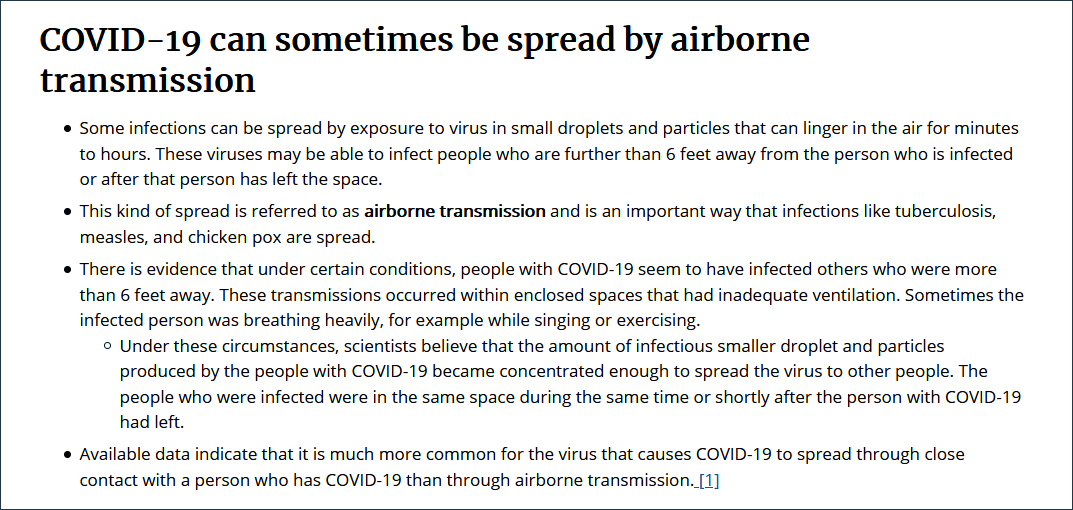 COVID-19 can sometimes be spread by airborne
transmission
• Some infections can be spread by exposure to virus in small droplets and particles that can linger in the air for minutes
to hours. These viruses may be able to infect people who are further than 6 feet away from the person who is infected
or after that person has left the space.
• This kind of spread is referred to as airborne transmission and is an important way that infections like tuberculosis,
measles, and chicken pox are spread.
• There is evidence that under certain conditions, people with COVID-19 seem to have infected others who were more
than 6 feet away. These transmissions occurred within enclosed spaces that had inadequate ventilation. Sometimes the
infected person was breathing heavily, for example while singing or exercising.
○ Under these circumstances, scientists believe that the amount of infectious smaller droplet and particles
produced by the people with COVID-19 became concentrated enough to spread the virus to other people. The
people who were infected were in the same space during the same time or shortly after the person with COVID-19
had left.
• Available data indicate that it is much more common for the virus that causes COVID-19 to spread through close
contact with a person who has COVID-19 than through airborne transmission. [1]